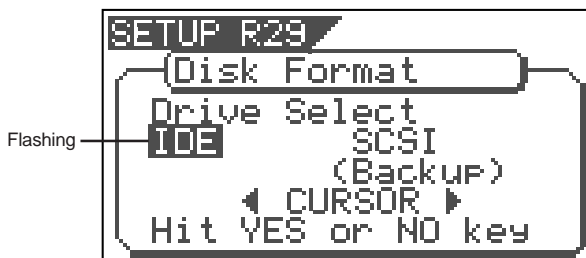 SETUP R29
Disk Format
Drive Select
Flashing IDE SCSI
(Backup)
◀ CURSOR ▶
Hit YES or NO key